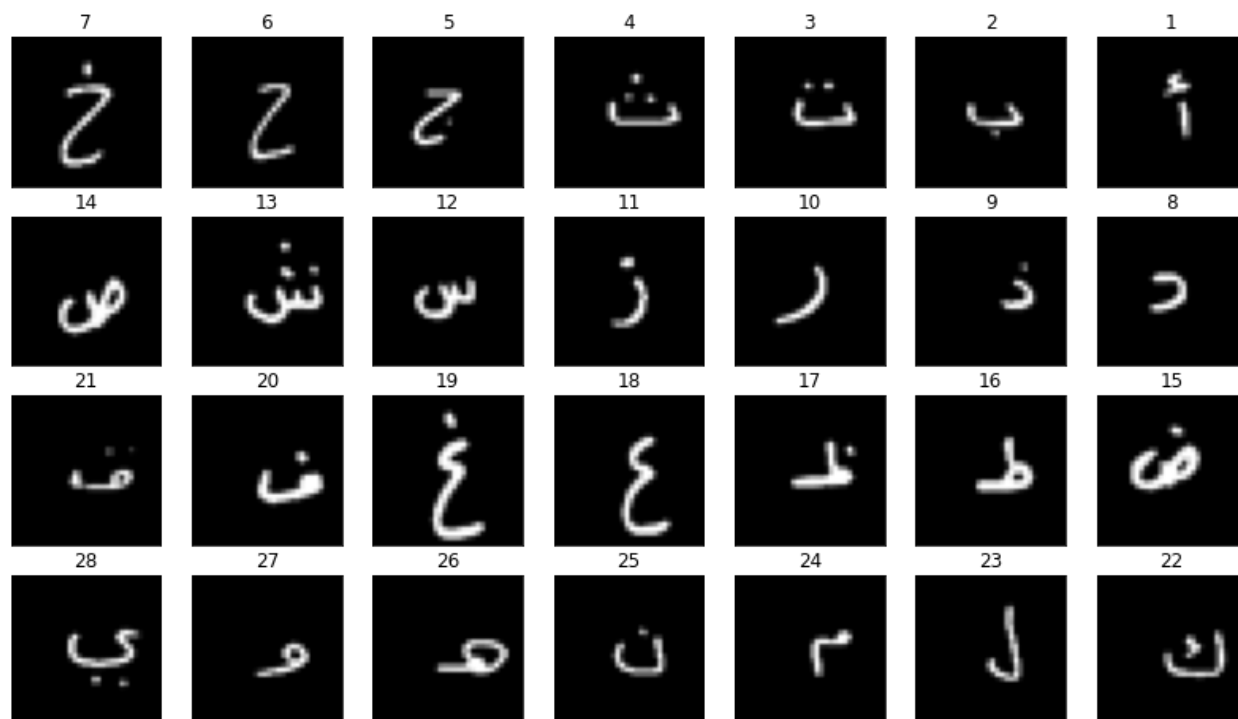 1 2 3 4 5 6 7
أ ب ت ث ج ح خ
8 9 10 11 12 13 14
د ذ ر ز س ش ص
15 16 17 18 19 20 21
ض ط ظ ع غ ف ق
22 23 24 25 26 27 28
ك ل م ن هـ و ي